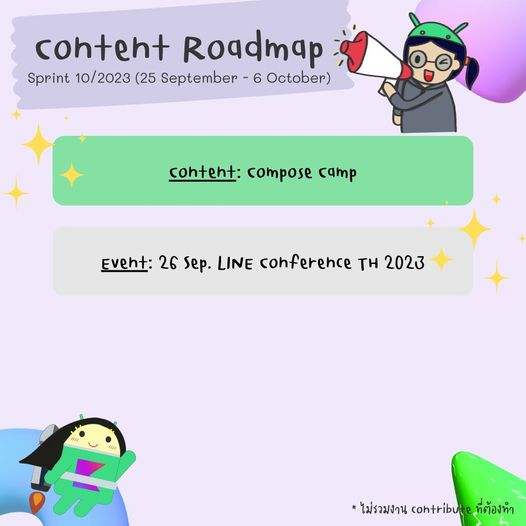 Content Roadmap
Sprint 10/2023 (25 September - 6 October)
Content: Compose Camp
Event: 26 Sep. LINE Conference TH 2023
* ไม่รวมงาน contribute ที่ต้องทำ